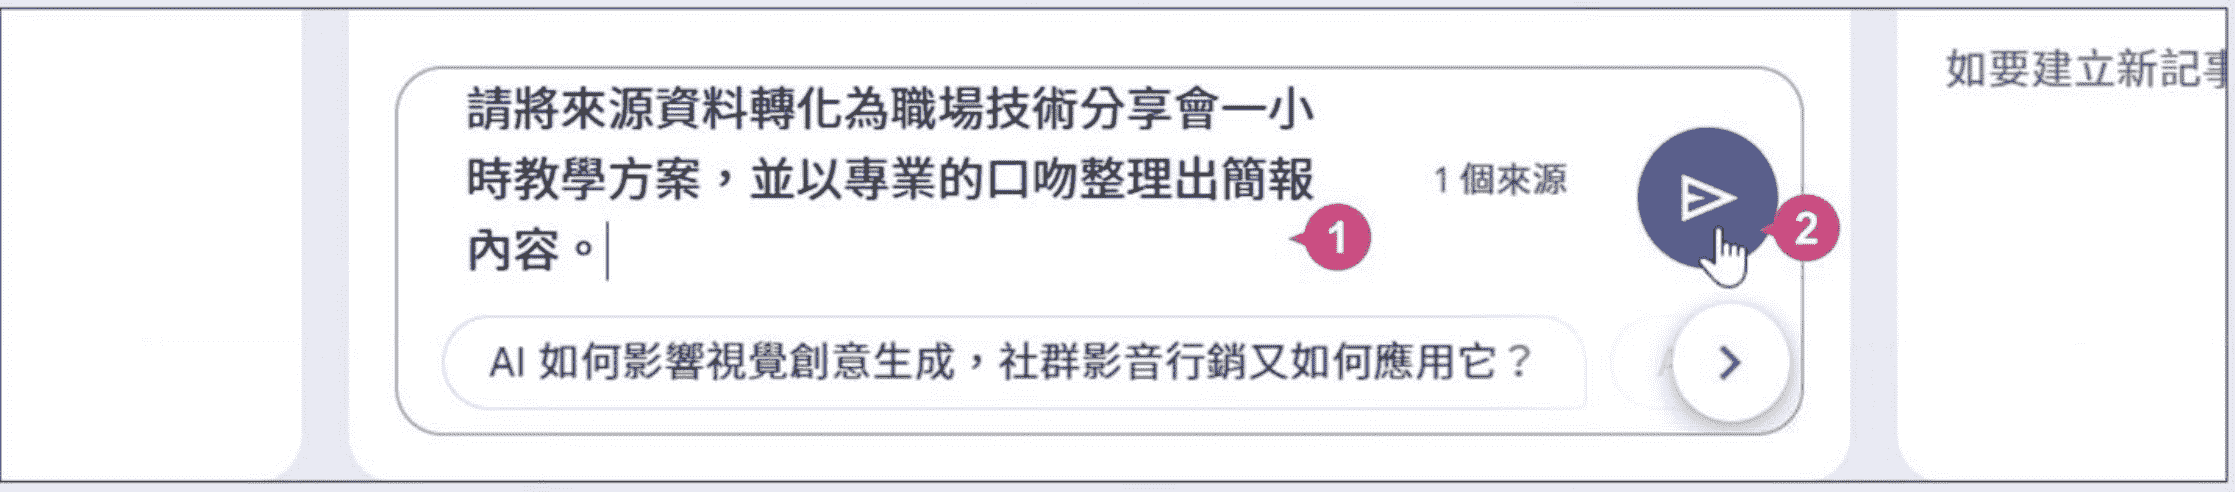 如要建立新記事
請將來源資料轉化為職場技術分享會一小
時教學方案，並以專業的口吻整理出簡報
內容。
1 個來源
1
2
AI 如何影響視覺創意生成，社群影音行銷又如何應用它？